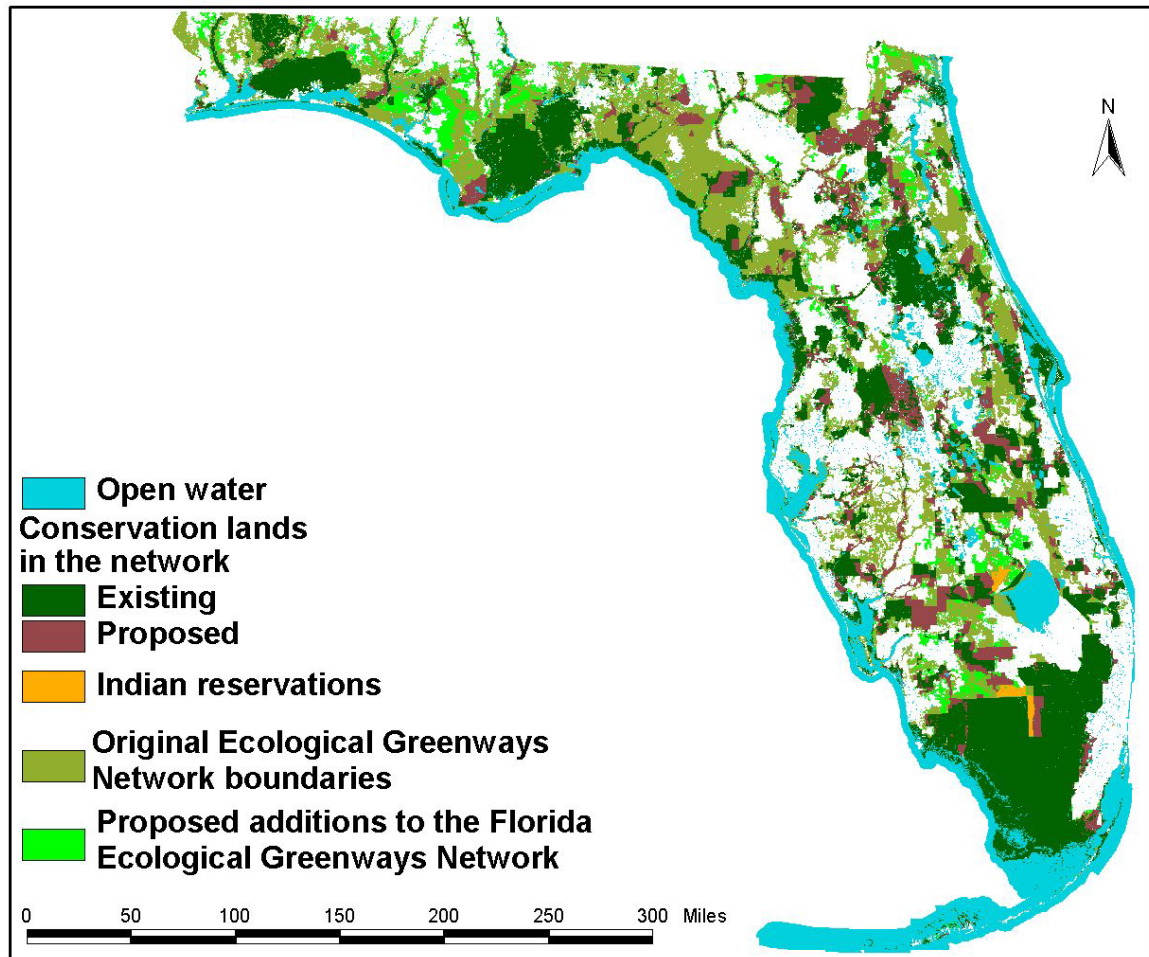 N
Open water
Conservation lands
in the network
Existing
Proposed
Indian reservations
Original Ecological Greenways
Network boundaries
Proposed additions to the Florida
Ecological Greenways Network
0 50 100 150 200 250 300 Miles